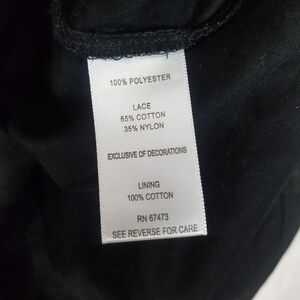 100% POLYESTER
LACE
65% COTTON
35% NYLON
EXCLUSIVE OF DECORATIONS
LINING
100% COTTON
RN 67473
SEE REVERSE FOR CARE